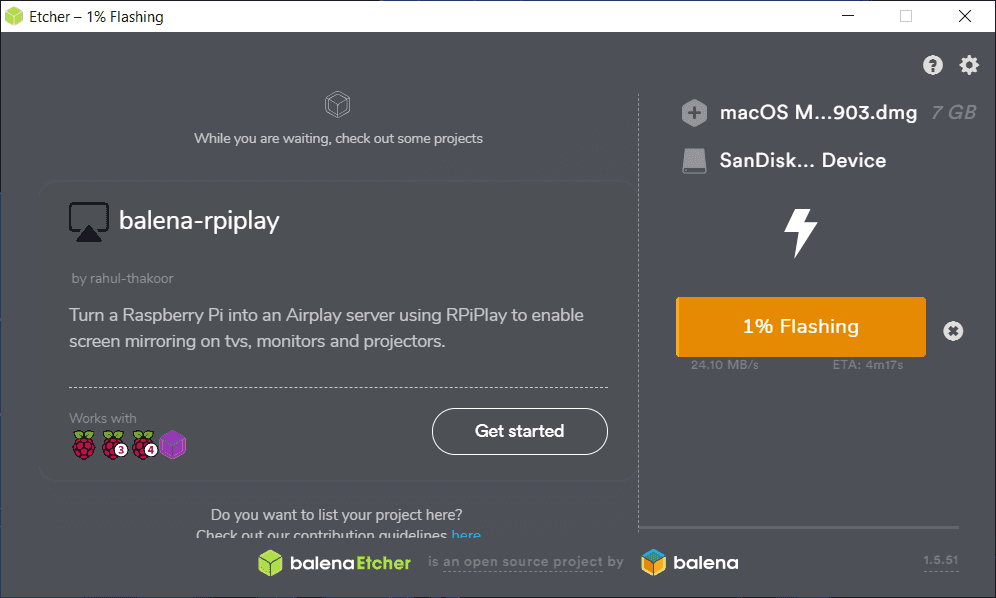 Etcher – 1% Flashing
While you are waiting, check out some projects
balena-rpiplay
by rahul-thakoor
Turn a Raspberry Pi into an Airplay server using RPiPlay to enable
screen mirroring on tvs, monitors and projectors.
Works with
3 4
Get started
Do you want to list your project here?
Check out our contribution guidelines here
macOS M...903.dmg 7 GB
SanDisk... Device
1% Flashing
24.10 MB/s ETA: 4m17s
balenaEtcher is an open source project by balena 1.5.51